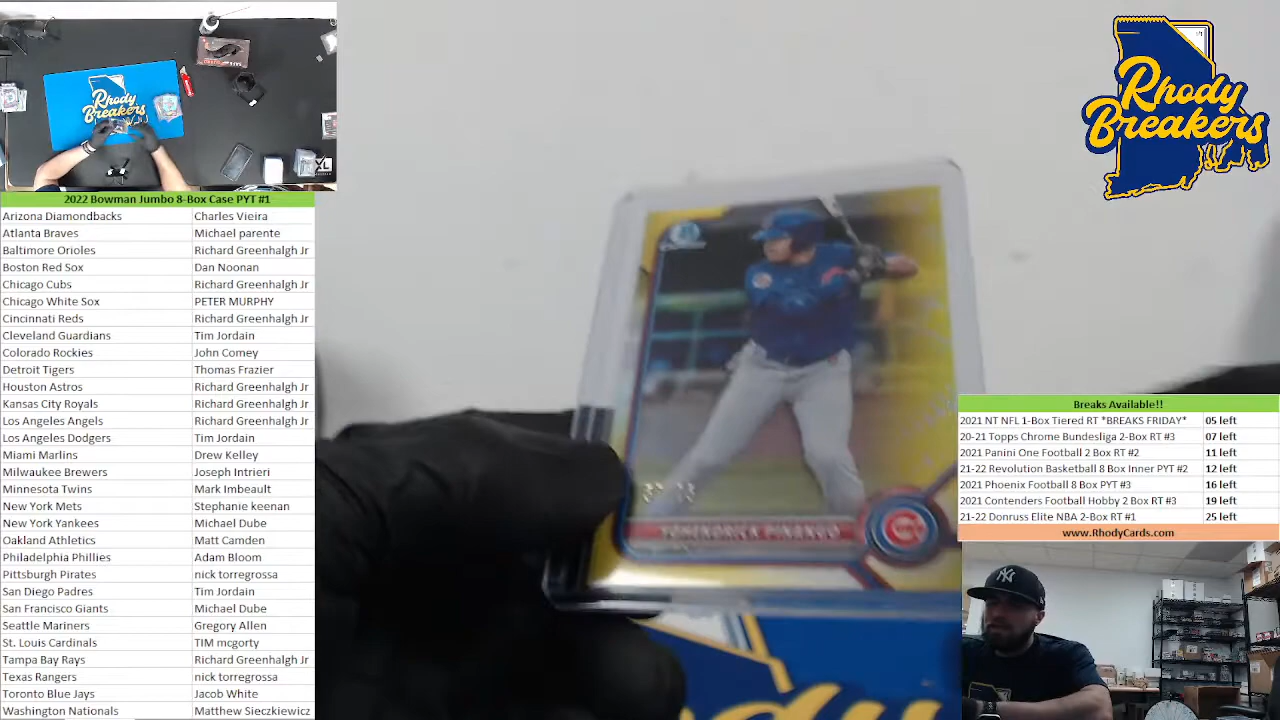 Rhody
Breakers
XL
2022 Bowman Jumbo 8-Box Case PYT #1
Arizona Diamondbacks Charles Vieira
Atlanta Braves Michael parente
Baltimore Orioles Richard Greenhalgh Jr
Boston Red Sox Dan Noonan
Chicago Cubs Richard Greenhalgh Jr
Chicago White Sox PETER MURPHY
Cincinnati Reds Richard Greenhalgh Jr
Cleveland Guardians Tim Jordain
Colorado Rockies John Comey
Detroit Tigers Thomas Frazier
Houston Astros Richard Greenhalgh Jr
Kansas City Royals Richard Greenhalgh Jr
Los Angeles Angels Richard Greenhalgh Jr
Los Angeles Dodgers Tim Jordain
Miami Marlins Drew Kelley
Milwaukee Brewers Joseph Intrieri
Minnesota Twins Mark Imbeault
New York Mets Stephanie keenan
New York Yankees Michael Dube
Oakland Athletics Matt Camden
Philadelphia Phillies Adam Bloom
Pittsburgh Pirates nick torregrossa
San Diego Padres Tim Jordain
San Francisco Giants Michael Dube
Seattle Mariners Gregory Allen
St. Louis Cardinals TIM mcgorty
Tampa Bay Rays Richard Greenhalgh Jr
Texas Rangers nick torregrossa
Toronto Blue Jays Jacob White
Washington Nationals Matthew Sieczkiewicz
YOHENDRICK PINANGO
Rhody
Breakers
1/1
Breaks Available!!
2021 NT NFL 1-Box Tiered RT *BREAKS FRIDAY* 05 left
20-21 Topps Chrome Bundesliga 2-Box RT #3 07 left
2021 Panini One Football 2 Box RT #2 11 left
21-22 Revolution Basketball 8 Box Inner PYT #2 12 left
2021 Phoenix Football 8 Box PYT #3 16 left
2021 Contenders Football Hobby 2 Box RT #3 19 left
21-22 Donruss Elite NBA 2-Box RT #1 25 left
www.RhodyCards.com